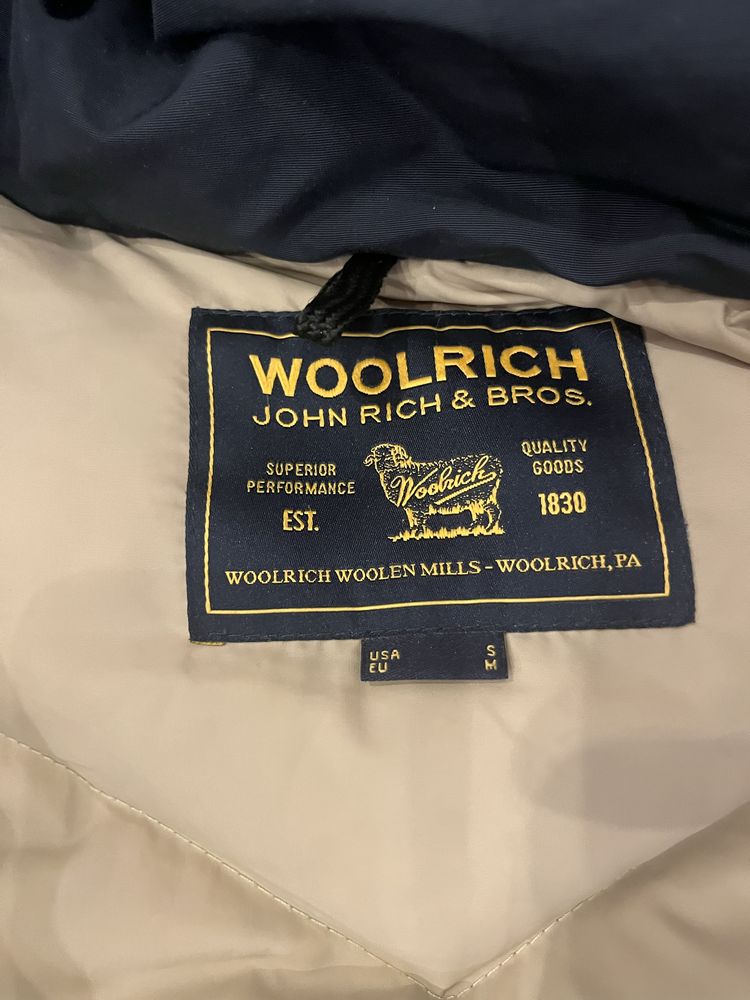 WOOLRICH
JOHN RICH & BROS.
SUPERIOR
PERFORMANCE
EST.
Woolrich
QUALITY
GOODS
1830
WOOLRICH WOOLEN MILLS - WOOLRICH, PA
USA S
EU M